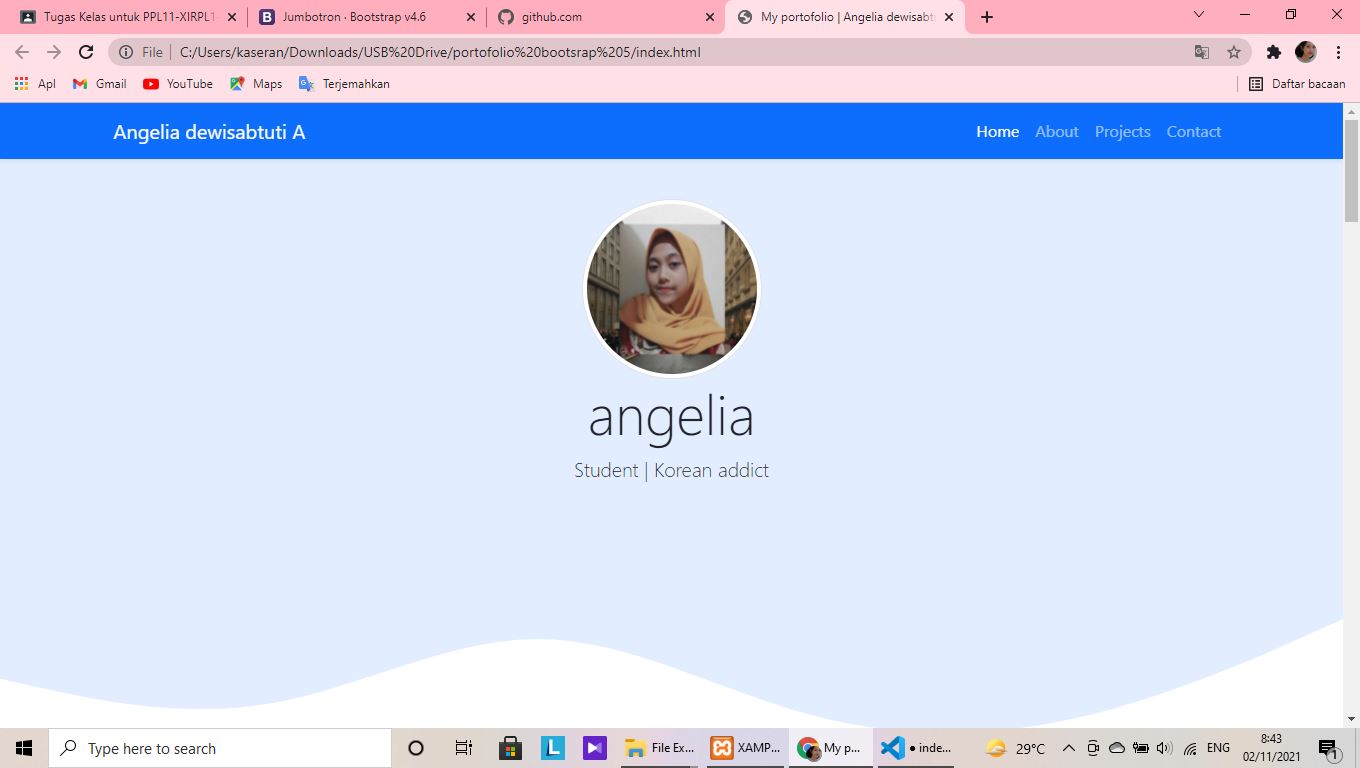 Tugas Kelas untuk PPL11-XIRPL1
Jumbotron · Bootstrap v4.6
github.com
My portofolio | Angelia dewisabtu
File
C:/Users/kaseran/Downloads/USB%20Drive/portofolio%20bootsrap%205/index.html
Apl
Gmail
YouTube
Maps
Terjemahkan
Daftar bacaan
Angelia dewisabtuti A
Home
About
Projects
Contact
angelia
Student | Korean addict
Type here to search
File Ex...
XAMP...
My p...
● inde...
29°C
ENG
8:43
02/11/2021
1